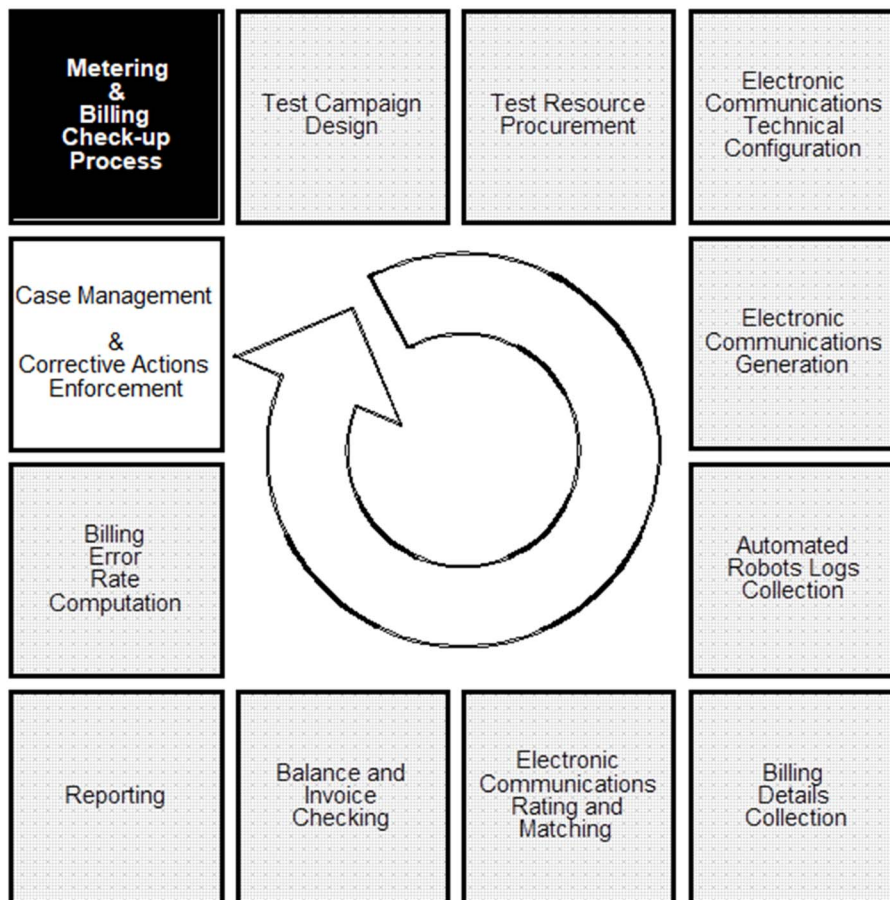 Metering
&
Billing
Check-up
Process
Test Campaign
Design
Test Resource
Procurement
Electronic
Communications
Technical
Configuration
Case Management
&
Corrective Actions
Enforcement
Electronic
Communications
Generation
Billing
Error
Rate
Computation
Automated
Robots Logs
Collection
Reporting
Balance and
Invoice
Checking
Electronic
Communications
Rating and
Matching
Billing
Details
Collection